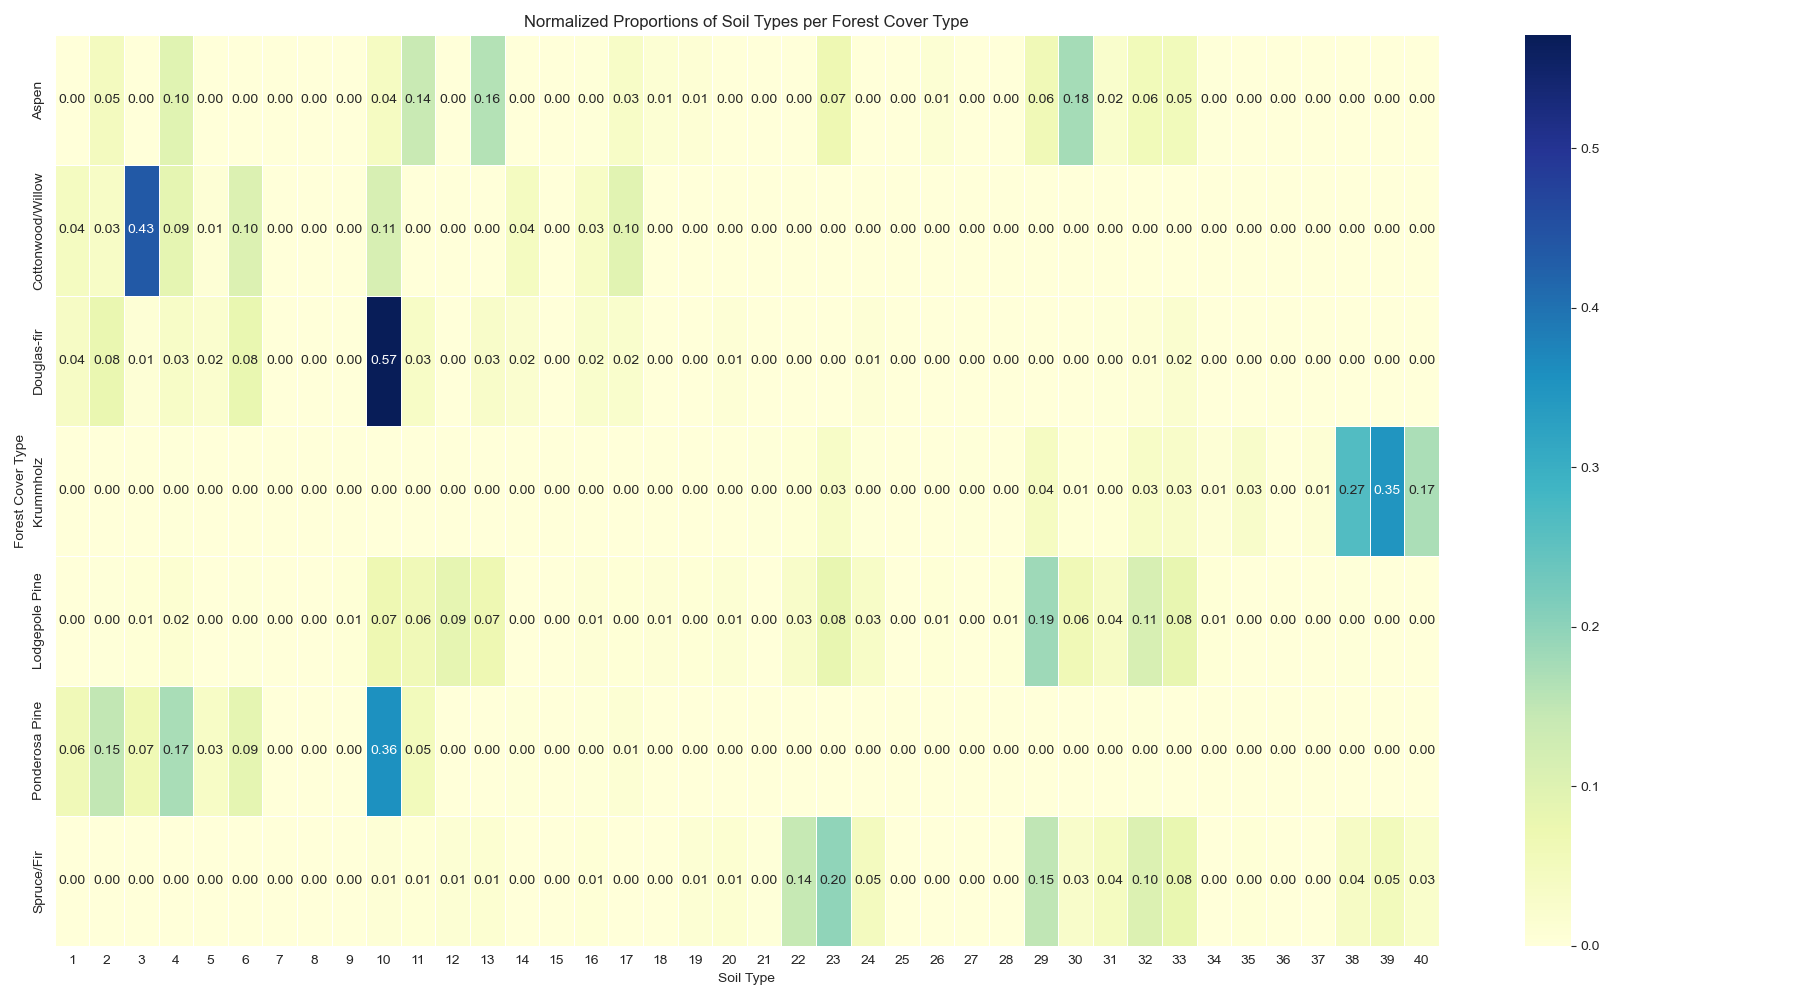 Normalized Proportions of Soil Types per Forest Cover Type
Forest Cover Type
Aspen
0.00 0.05 0.00 0.10 0.00 0.00 0.00 0.00 0.00 0.04 0.14 0.00 0.16 0.00 0.00 0.00 0.03 0.01 0.01 0.00 0.00 0.00 0.07 0.00 0.00 0.01 0.00 0.00 0.06 0.18 0.02 0.06 0.05 0.00 0.00 0.00 0.00 0.00 0.00 0.00
Cottonwood/Willow
0.04 0.03 0.43 0.09 0.01 0.10 0.00 0.00 0.00 0.11 0.00 0.00 0.00 0.04 0.00 0.03 0.10 0.00 0.00 0.00 0.00 0.00 0.00 0.00 0.00 0.00 0.00 0.00 0.00 0.00 0.00 0.00 0.00 0.00 0.00 0.00 0.00 0.00 0.00 0.00
Douglas-fir
0.04 0.08 0.01 0.03 0.02 0.08 0.00 0.00 0.00 0.57 0.03 0.00 0.03 0.02 0.00 0.02 0.02 0.00 0.00 0.01 0.00 0.00 0.00 0.01 0.00 0.00 0.00 0.00 0.00 0.00 0.00 0.01 0.02 0.00 0.00 0.00 0.00 0.00 0.00 0.00
Krummholz
0.00 0.00 0.00 0.00 0.00 0.00 0.00 0.00 0.00 0.00 0.00 0.00 0.00 0.00 0.00 0.00 0.00 0.00 0.00 0.00 0.00 0.00 0.03 0.00 0.00 0.00 0.00 0.00 0.04 0.01 0.00 0.03 0.03 0.01 0.03 0.00 0.01 0.27 0.35 0.17
Lodgepole Pine
0.00 0.00 0.01 0.02 0.00 0.00 0.00 0.00 0.01 0.07 0.06 0.09 0.07 0.00 0.00 0.01 0.00 0.01 0.00 0.01 0.00 0.03 0.08 0.03 0.00 0.01 0.00 0.01 0.19 0.06 0.04 0.11 0.08 0.01 0.00 0.00 0.00 0.00 0.00 0.00
Ponderosa Pine
0.06 0.15 0.07 0.17 0.03 0.09 0.00 0.00 0.00 0.36 0.05 0.00 0.00 0.00 0.00 0.00 0.01 0.00 0.00 0.00 0.00 0.00 0.00 0.00 0.00 0.00 0.00 0.00 0.00 0.00 0.00 0.00 0.00 0.00 0.00 0.00 0.00 0.00 0.00 0.00
Spruce/Fir
0.00 0.00 0.00 0.00 0.00 0.00 0.00 0.00 0.00 0.01 0.01 0.01 0.01 0.00 0.00 0.01 0.00 0.00 0.01 0.01 0.00 0.14 0.20 0.05 0.00 0.00 0.00 0.00 0.15 0.03 0.04 0.10 0.08 0.00 0.00 0.00 0.00 0.04 0.05 0.03
1 2 3 4 5 6 7 8 9 10 11 12 13 14 15 16 17 18 19 20 21 22 23 24 25 26 27 28 29 30 31 32 33 34 35 36 37 38 39 40
Soil Type
0.5
0.4
0.3
0.2
0.1
0.0